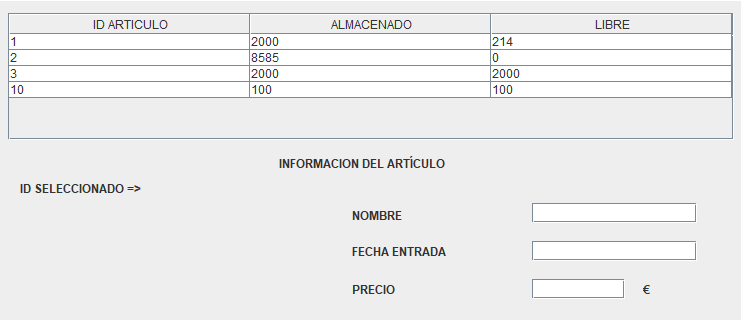 ID ARTICULO ALMACENADO LIBRE
1 2000 214
2 8585 0
3 2000 2000
10 100 100
INFORMACION DEL ARTÍCULO
ID SELECCIONADO =>
NOMBRE
FECHA ENTRADA
PRECIO €